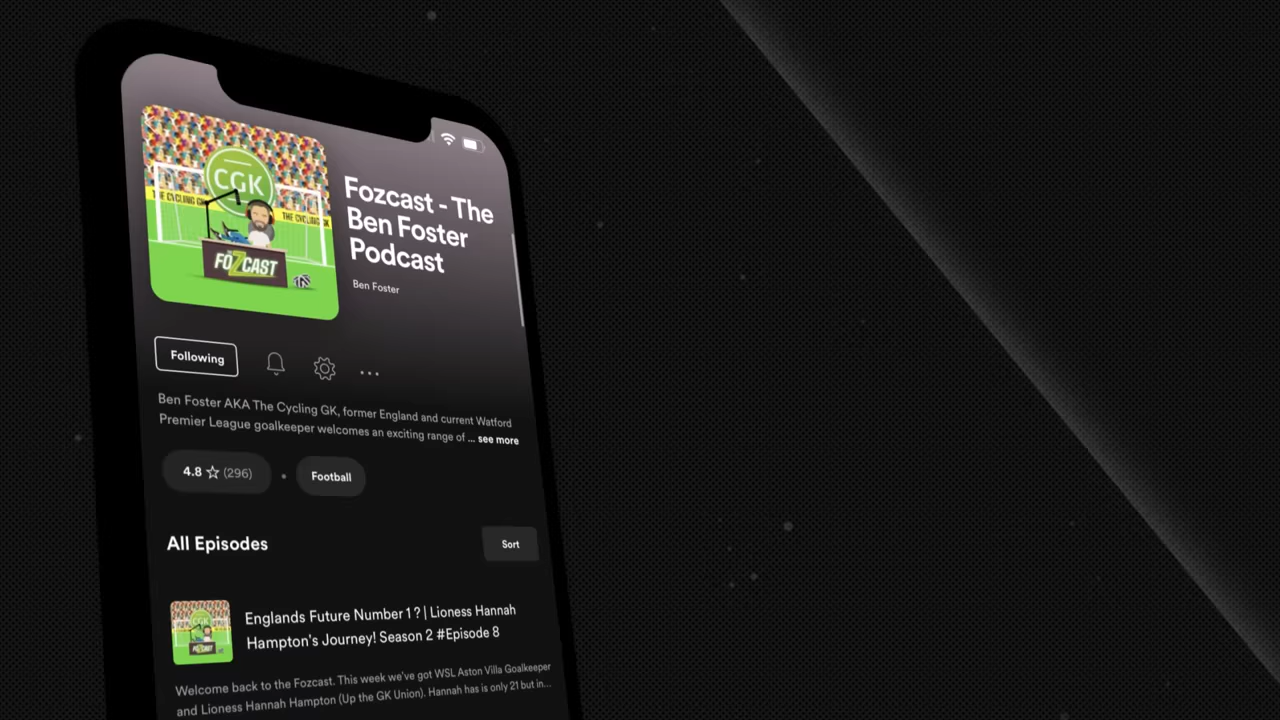 CGK
THE CYCLING GK
THE CYCLING GK
FOZCAST
Fozcast - The
Ben Foster
Podcast
Ben Foster
Following
Ben Foster AKA The Cycling GK, former England and current Watford
Premier League goalkeeper welcomes an exciting range of ... see more
4.8 ☆ (296)
Football
All Episodes
Sort
CGK
FOZCAST
Englands Future Number 1 ? | Lioness Hannah
Hampton's Journey! Season 2 #Episode 8
Welcome back to the Fozcast. This week we've got WSL Aston Villa Goalkeeper
and Lioness Hannah Hampton (Up the GK Union). Hannah has is only 21 but in...